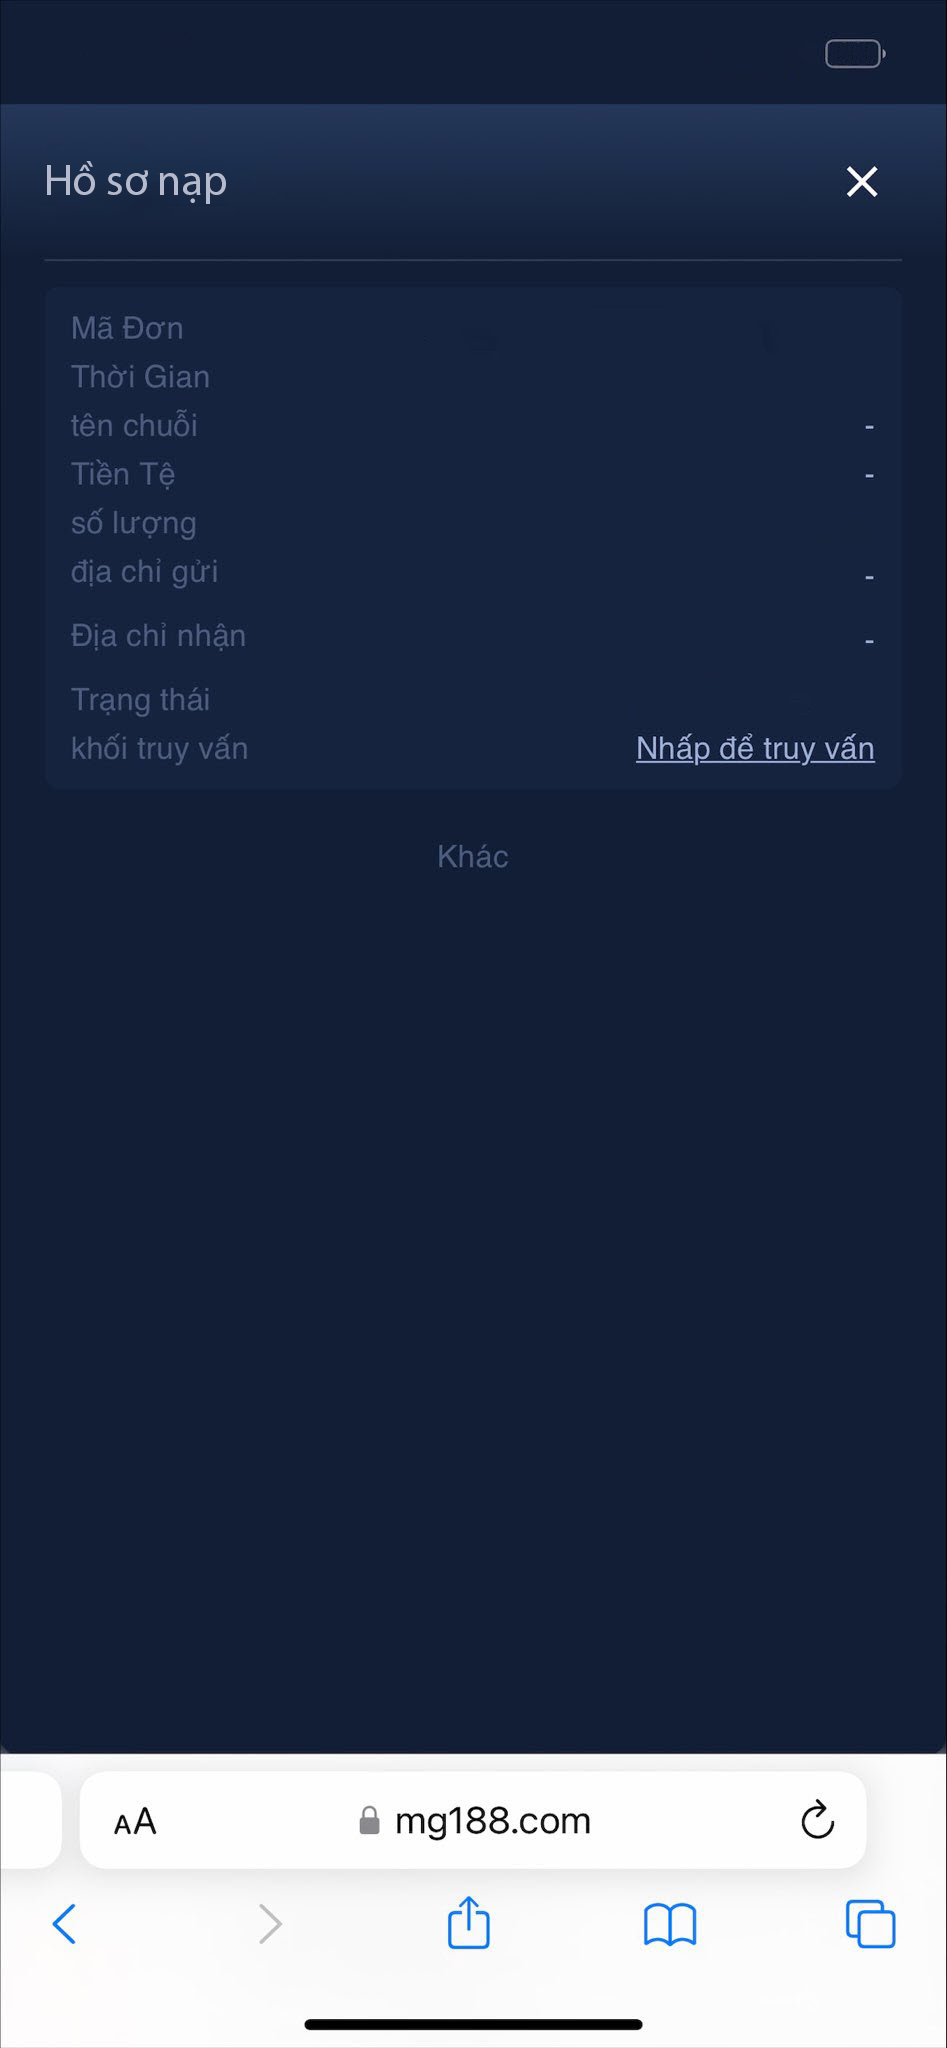 Hồ sơ nạp
Mã Đơn
Thời Gian
tên chuỗi -
Tiền Tệ -
số lượng
địa chỉ gửi -
Địa chỉ nhận -
Trạng thái
khối truy vấn Nhấp để truy vấn
Khác
AA mg188.com